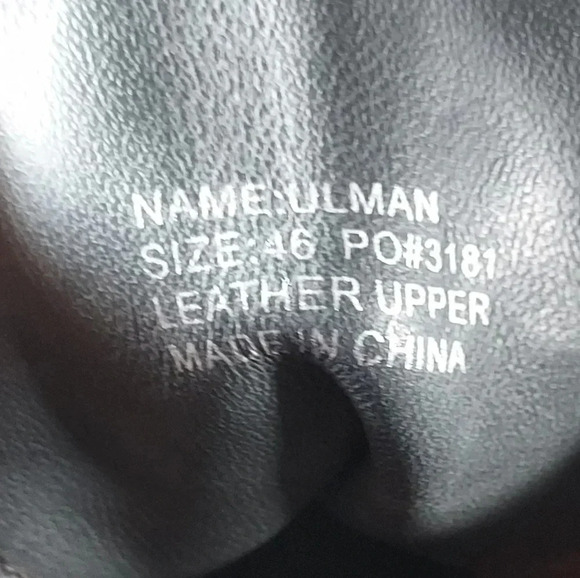 NAME:ULMAN
SIZE:46 PO#3181
LEATHER UPPER
MADE IN CHINA